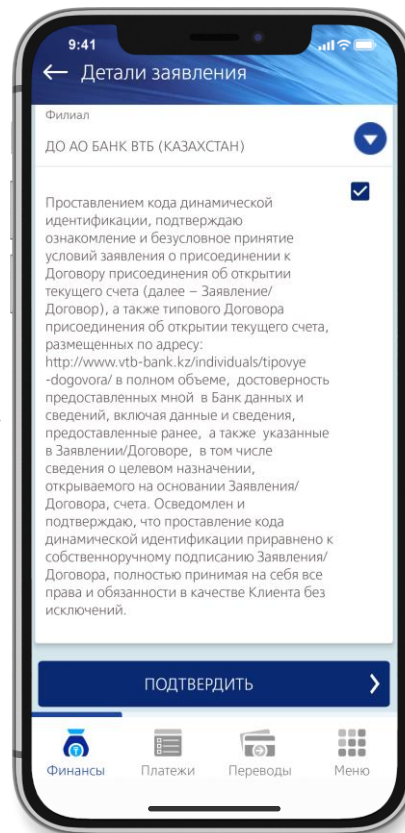 9:41
← Детали заявления
Филиал
ДО АО БАНК ВТБ (КАЗАХСТАН)
Проставлением кода динамической
идентификации, подтверждаю
ознакомление и безусловное принятие
условий заявления о присоединении к
Договору присоединения об открытии
текущего счета (далее – Заявление/
Договор), а также типового Договора
присоединения об открытии текущего счета,
размещенных по адресу:
http://www.vtb-bank.kz/individuals/tipovye
-dogovora/ в полном объеме, достоверность
предоставленных мной в Банк данных и
сведений, включая данные и сведения,
предоставленные ранее, а также указанные
в Заявлении/Договоре, в том числе
сведения о целевом назначении,
открываемого на основании Заявления/
Договора, счета. Осведомлен и
подтверждаю, что проставление кода
динамической идентификации приравнено к
собственноручному подписанию Заявления/
Договора, полностью принимая на себя все
права и обязанности в качестве Клиента без
исключений.
ПОДТВЕРДИТЬ
Финансы Платежи Переводы Меню